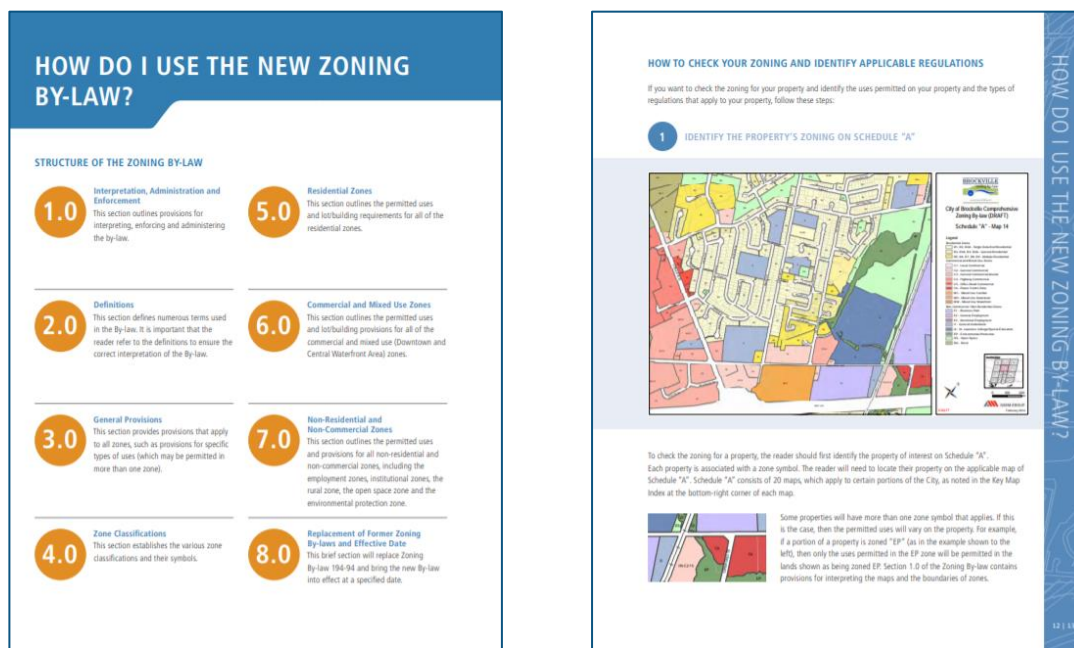 HOW DO I USE THE NEW ZONING
BY-LAW?
STRUCTURE OF THE ZONING BY-LAW
1.0
Interpretation, Administration and
Enforcement
This section outlines provisions for
interpreting, enforcing and administering
the by-law.
2.0
Definitions
This section defines numerous terms used
in the By-law. It is important that the
reader refer to the definitions to ensure the
correct interpretation of the By-law.
3.0
General Provisions
This section provides provisions that apply
to all zones, such as provisions for specific
types of uses (which may be permitted in
more than one zone).
4.0
Zone Classifications
This section establishes the various zone
classifications and their symbols.
5.0
Residential Zones
This section outlines the permitted uses
and lot/building requirements for all of the
residential zones.
6.0
Commercial and Mixed Use Zones
This section outlines the permitted uses
and lot/building provisions for all of the
commercial and mixed use (Downtown and
Central Waterfront Area) zones.
7.0
Non-Residential and
Non-Commercial Zones
This section outlines the permitted uses
and provisions for all non-residential and
non-commercial zones, including the
employment zones, institutional zones, the
rural zone, the open space zone and the
environmental protection zone.
8.0
Replacement of Former Zoning
By-laws and Effective Date
This brief section will replace Zoning
By-law 194-94 and bring the new By-law
into effect at a specified date.
HOW TO CHECK YOUR ZONING AND IDENTIFY APPLICABLE REGULATIONS
If you want to check the zoning for your property and identify the uses permitted on your property and the types of
regulations that apply to your property, follow these steps:
1
IDENTIFY THE PROPERTY'S ZONING ON SCHEDULE "A"
BROCKVILLE
City of Brockville Comprehensive
Zoning By-law (DRAFT)
Schedule "A" - Map 14
Legend
To check the zoning for a property, the reader should first identify the property of interest on Schedule "A".
Each property is associated with a zone symbol. The reader will need to locate their property on the applicable map of
Schedule "A". Schedule "A" consists of 20 maps, which apply to certain portions of the City, as noted in the Key Map
Index at the bottom-right corner of each map.
Some properties will have more than one zone symbol that applies. If this
is the case, then the permitted uses will vary on the property. For example,
if a portion of a property is zoned "EP" (as in the example shown to the
left), then only the uses permitted in the EP zone will be permitted in the
lands shown as being zoned EP. Section 1.0 of the Zoning By-law contains
provisions for interpreting the maps and the boundaries of zones.
HOW DO I USE THE NEW ZONING BY-LAW?